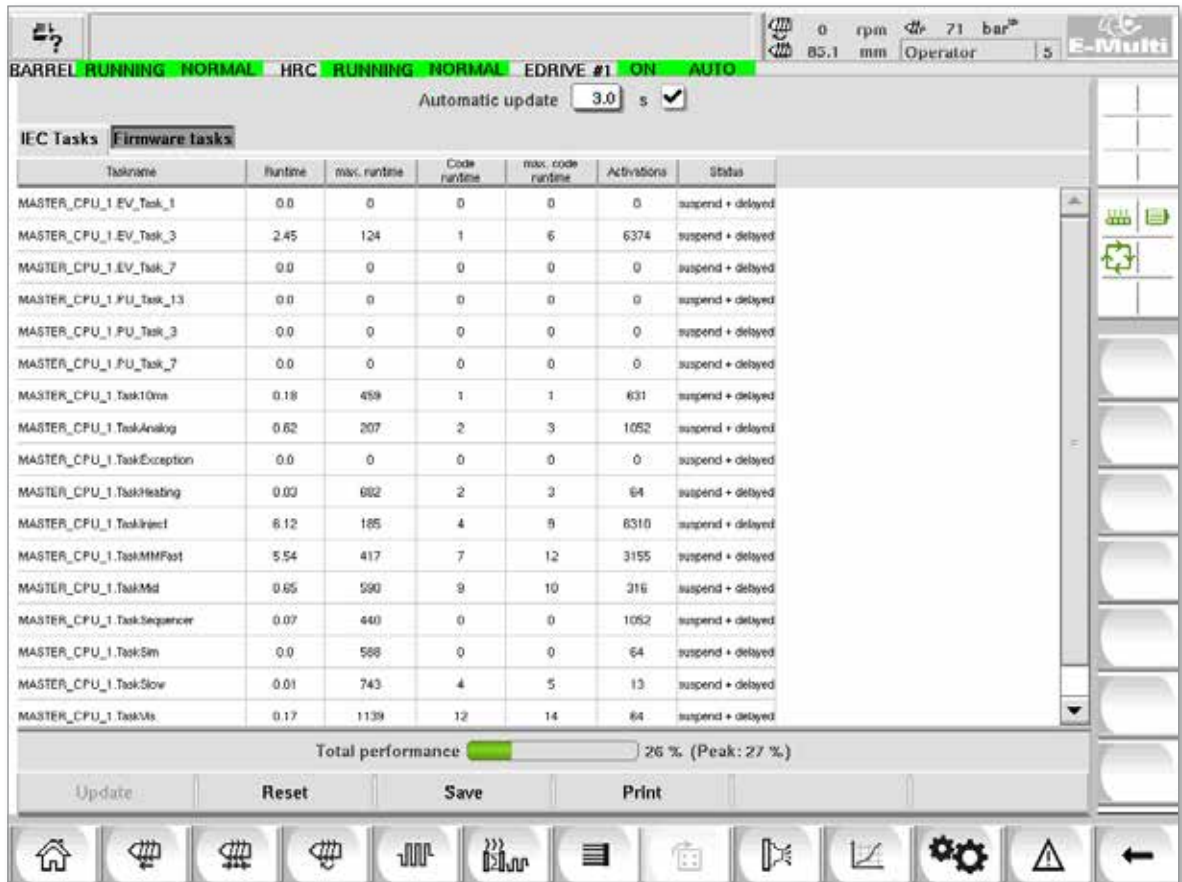 0 rpm 71 bar
85.1 mm Operator 5 E-Multi
BARREL RUNNING NORMAL HRC RUNNING NORMAL EDRIVE #1 ON AUTO
Automatic update 3.0 s
IEC Tasks Firmware tasks
Taskname Runtime max. runtime Code runtime max. code runtime Activations Status
MASTER_CPU_1.EV_Task_1 0.0 0 0 0 0 suspend + delayed
MASTER_CPU_1.EV_Task_3 2.45 124 1 6 6374 suspend + delayed
MASTER_CPU_1.EV_Task_7 0.0 0 0 0 0 suspend + delayed
MASTER_CPU_1.PU_Task_13 0.0 0 0 0 0 suspend + delayed
MASTER_CPU_1.PU_Task_3 0.0 0 0 0 0 suspend + delayed
MASTER_CPU_1.PU_Task_7 0.0 0 0 0 0 suspend + delayed
MASTER_CPU_1.Task10ms 0.18 459 1 1 631 suspend + delayed
MASTER_CPU_1.TaskAnalog 0.62 207 2 3 1052 suspend + delayed
MASTER_CPU_1.TaskException 0.0 0 0 0 0 suspend + delayed
MASTER_CPU_1.TaskHeating 0.03 682 2 3 64 suspend + delayed
MASTER_CPU_1.TaskInject 6.12 185 4 9 6310 suspend + delayed
MASTER_CPU_1.TaskMMFast 5.54 417 7 12 3155 suspend + delayed
MASTER_CPU_1.TaskMid 0.65 590 9 10 316 suspend + delayed
MASTER_CPU_1.TaskSequencer 0.07 440 0 0 1052 suspend + delayed
MASTER_CPU_1.TaskSim 0.0 588 0 0 64 suspend + delayed
MASTER_CPU_1.TaskSlow 0.01 743 4 5 13 suspend + delayed
MASTER_CPU_1.TaskVis 0.17 1139 12 14 64 suspend + delayed
Total performance 26 % (Peak: 27 %)
Update Reset Save Print